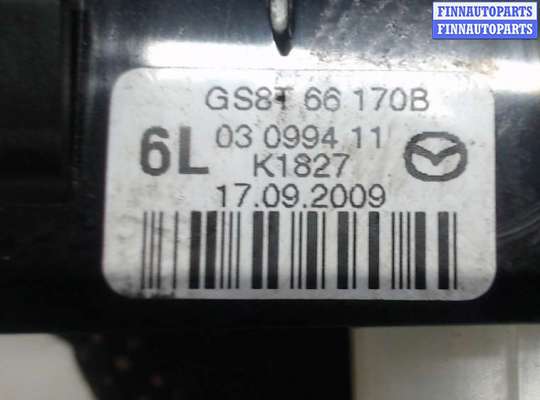 FINNAUTOPARTS
FINNAUTOPARTS
GS8T 66 170B
6L 03 0994 11
K1827
17.09.2009